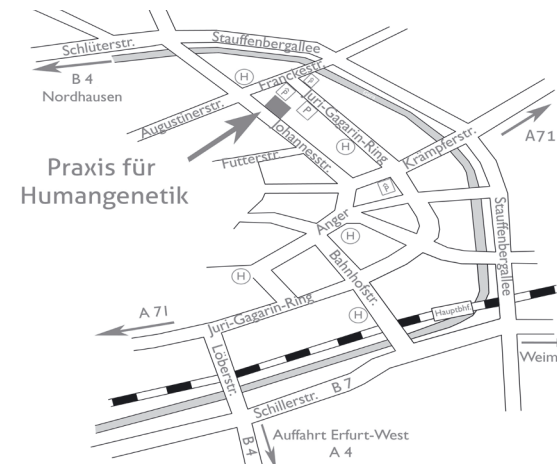 Schlüterstr.
Stauffenbergallee
B 4
Nordhausen
H
Franckestr.
P
P
P
Juri-Gagarin-Ring
Augustinerstr.
Johannesstr.
H
Krämpferstr.
A71
Praxis für
Humangenetik
Futterstr.
P
Stauffenbergallee
Anger
H
Bahnhofstr.
H
A 71
Juri-Gagarin-Ring
H
Hauptbhf.
Löberstr.
Weim
Schillerstr. B 7
B 4
Auffahrt Erfurt-West
A 4